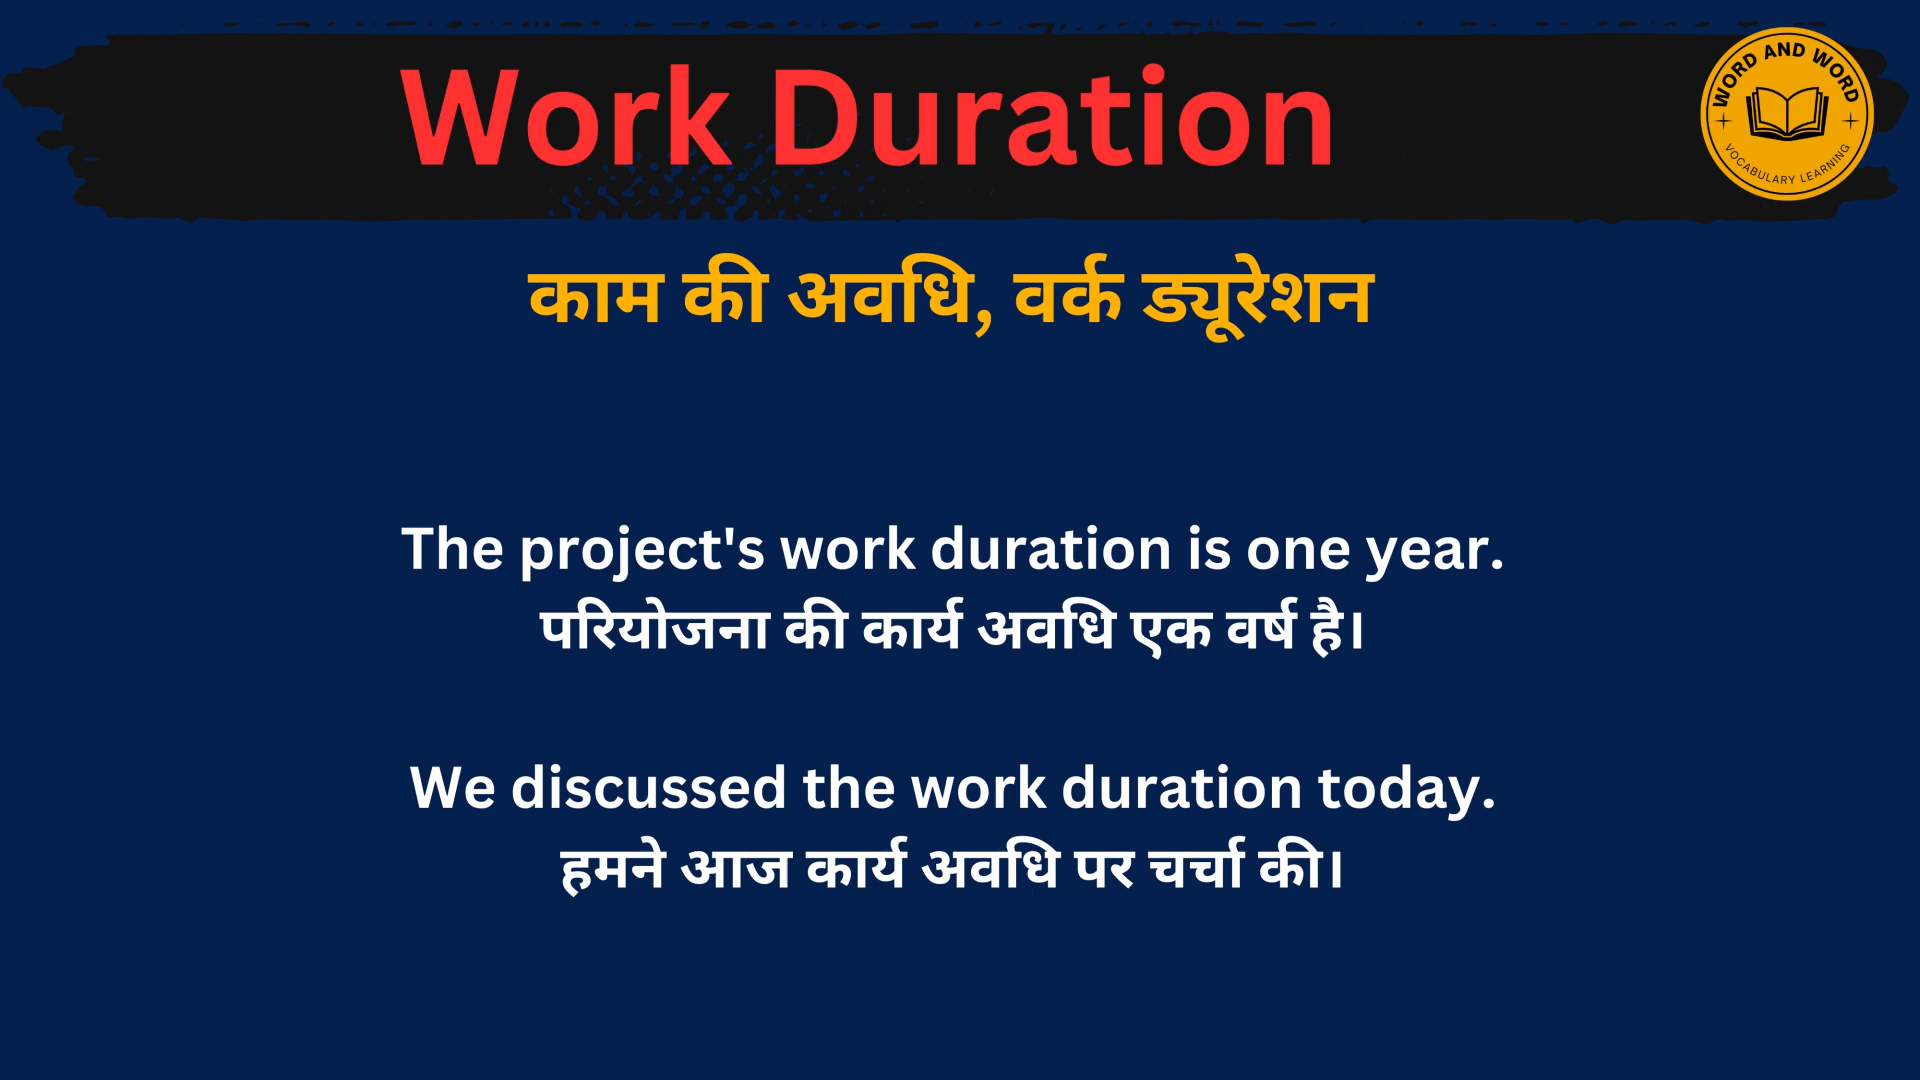 Work Duration
WORD AND WORD
VOCABULARY LEARNING
काम की अवधि, वर्क ड्यूरेशन
The project's work duration is one year.
परियोजना की कार्य अवधि एक वर्ष है।
We discussed the work duration today.
हमने आज कार्य अवधि पर चर्चा की।